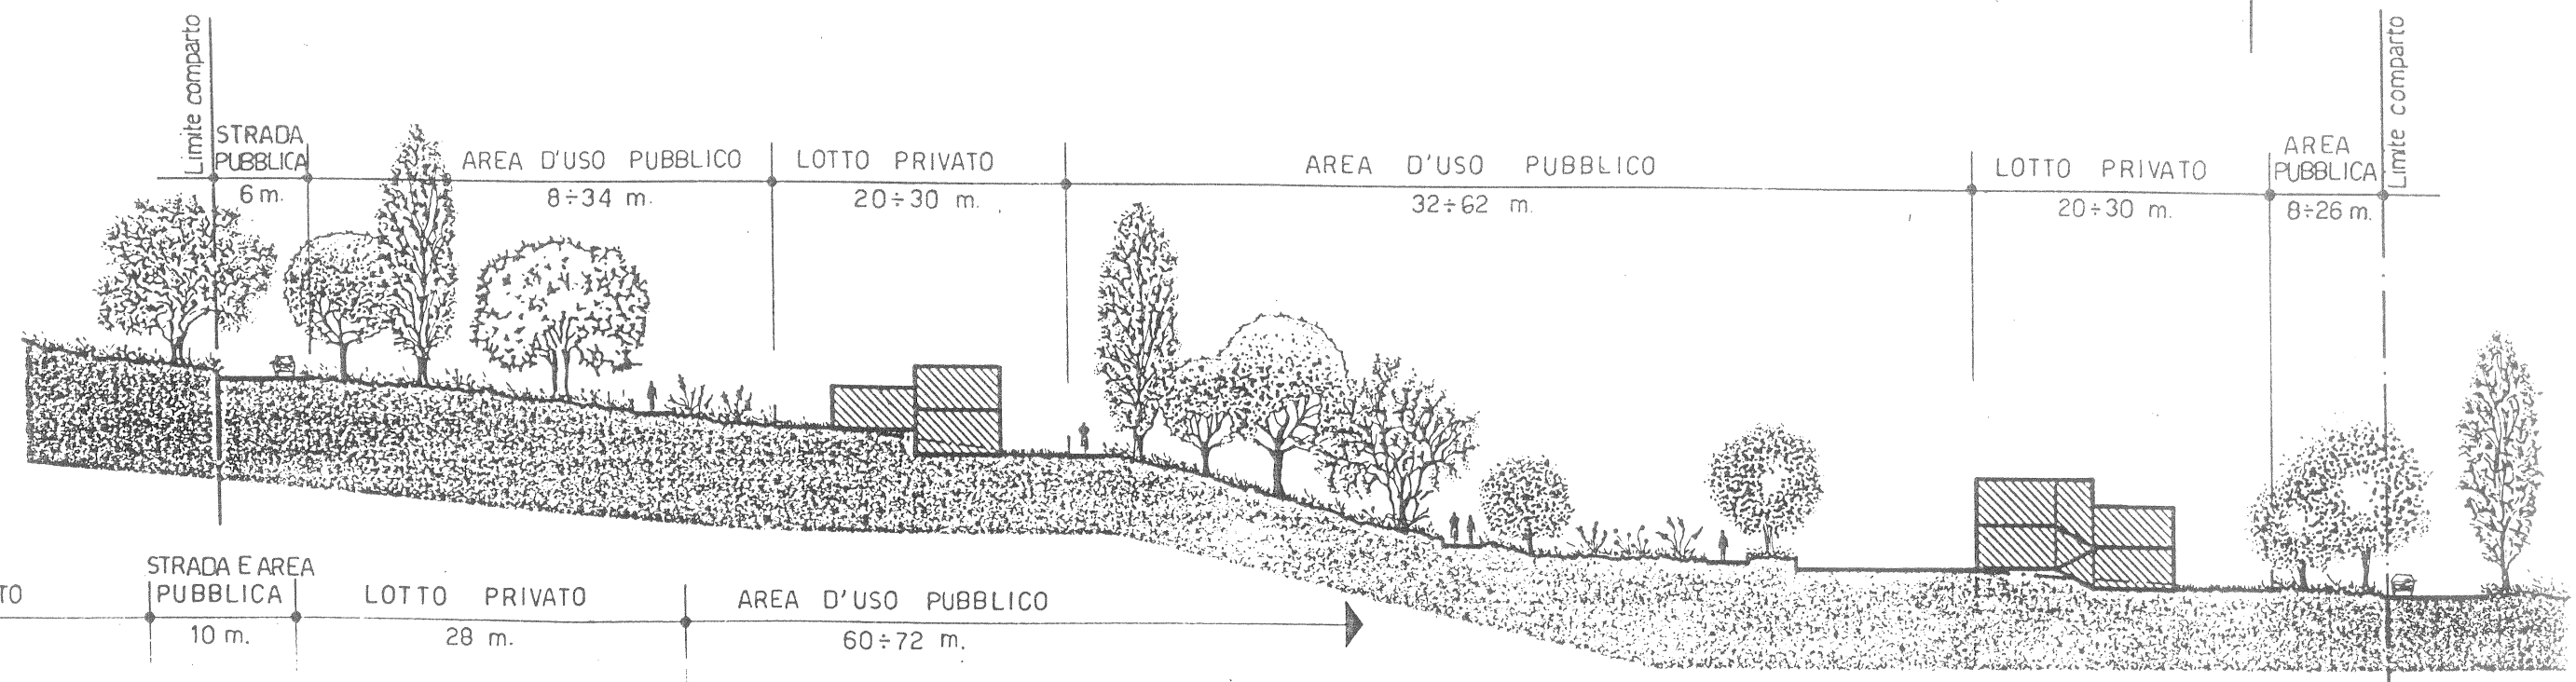 Limite comparto
STRADA
PUBBLICA
6 m.
AREA D'USO PUBBLICO
8÷34 m.
LOTTO PRIVATO
20÷30 m.
AREA D'USO PUBBLICO
32÷62 m.
LOTTO PRIVATO
20÷30 m.
AREA
PUBBLICA
8÷26 m.
Limite comparto
TO
STRADA E AREA
PUBBLICA
10 m.
LOTTO PRIVATO
28 m.
AREA D'USO PUBBLICO
60÷72 m.